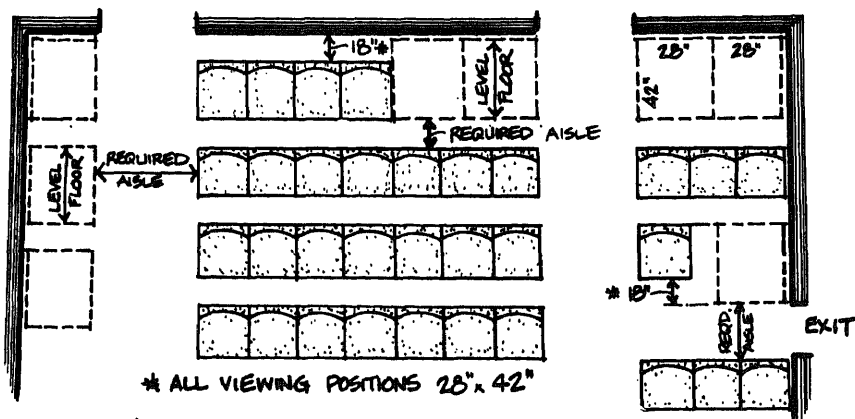 18"*
LEVEL
FLOOR
28"
28"
42"
REQUIRED AISLE
REQUIRED
AISLE
LEVEL
FLOOR
* 18"
REQ'D.
AISLE
EXIT
* ALL VIEWING POSITIONS 28" x 42"